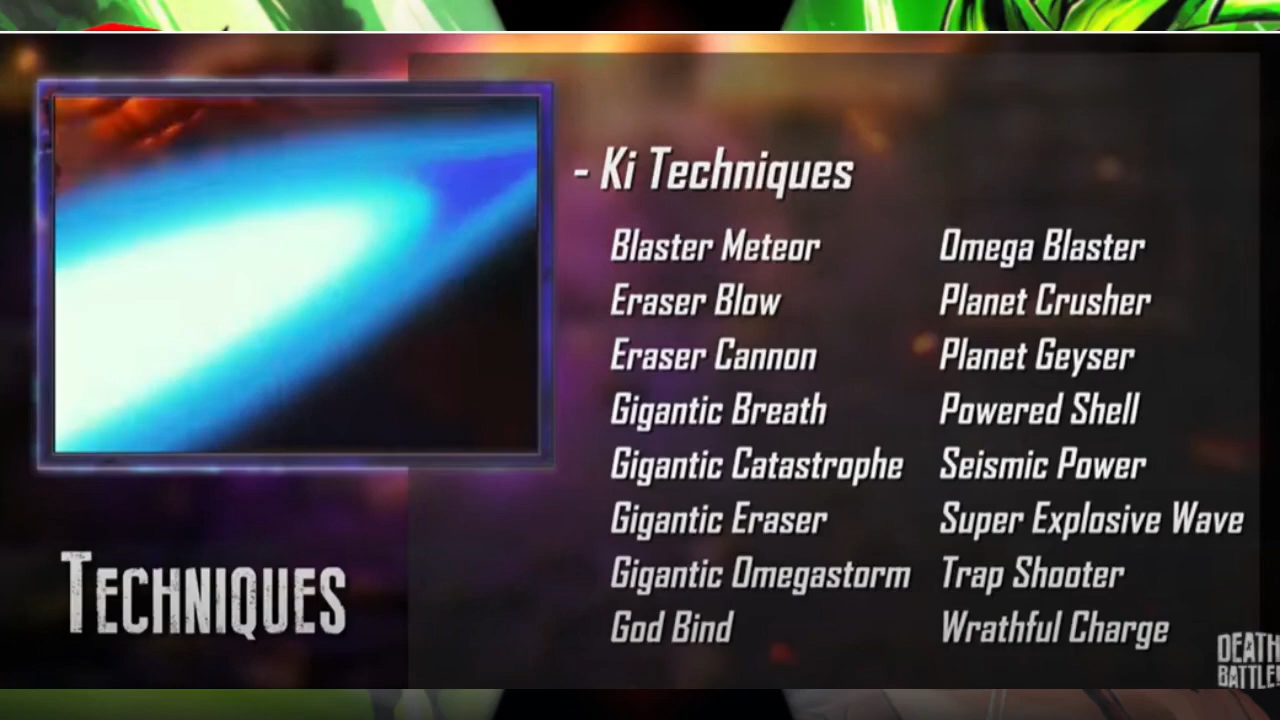 - Ki Techniques
Blaster Meteor
Eraser Blow
Eraser Cannon
Gigantic Breath
Gigantic Catastrophe
Gigantic Eraser
Gigantic Omegastorm
God Bind
Omega Blaster
Planet Crusher
Planet Geyser
Powered Shell
Seismic Power
Super Explosive Wave
Trap Shooter
Wrathful Charge
TECHNIQUES
DEATH
BATTLE!